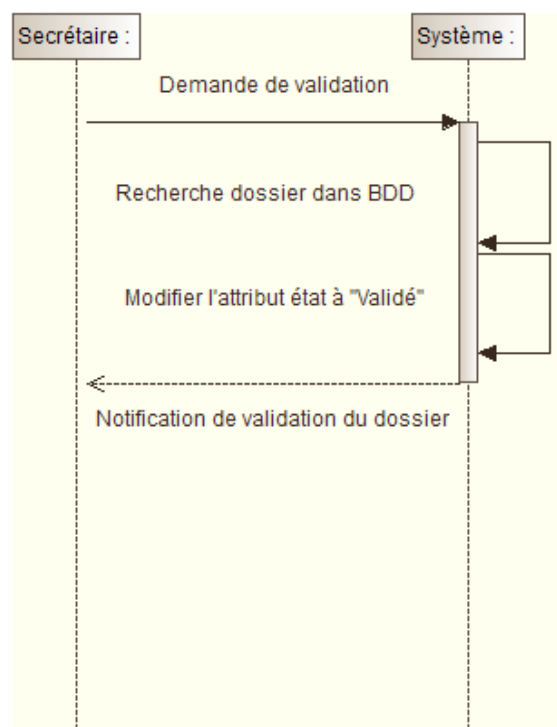 Secrétaire :
Système :
Demande de validation
Recherche dossier dans BDD
Modifier l'attribut état à "Validé"
Notification de validation du dossier